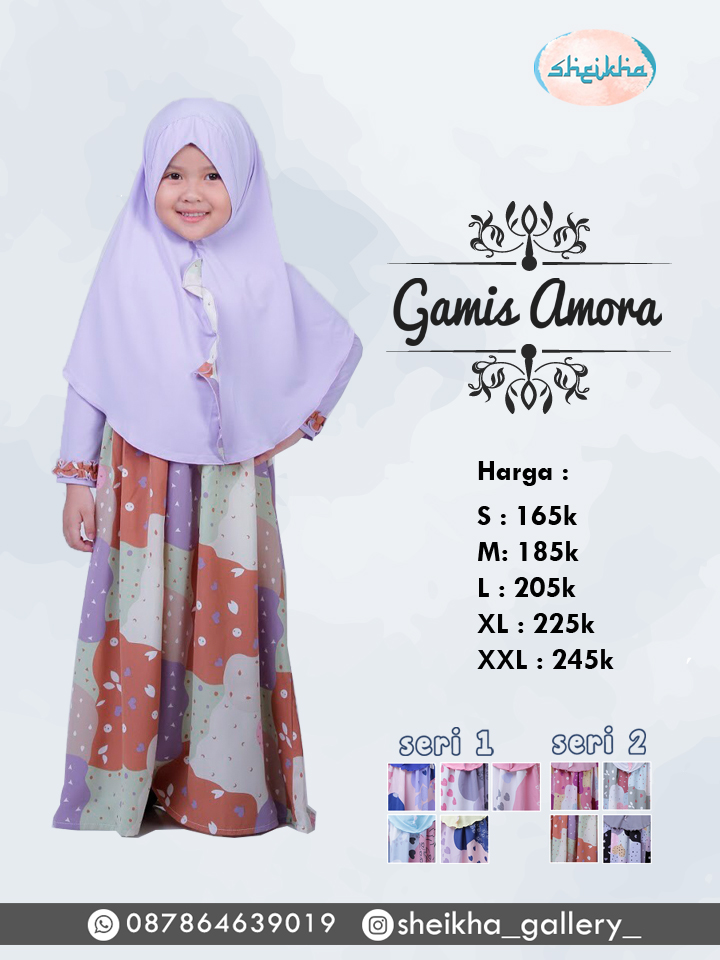 sheikha
Gamis Amora
Harga :
S : 165k
M: 185k
L : 205k
XL : 225k
XXL : 245k
seri 1
seri 2
087864639019
sheikha_gallery_